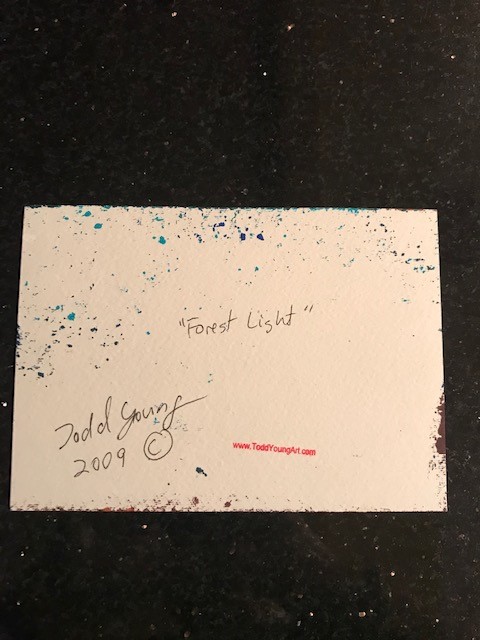 "Forest Light"
Todd Young
2009 ©
www.ToddYoungArt.com